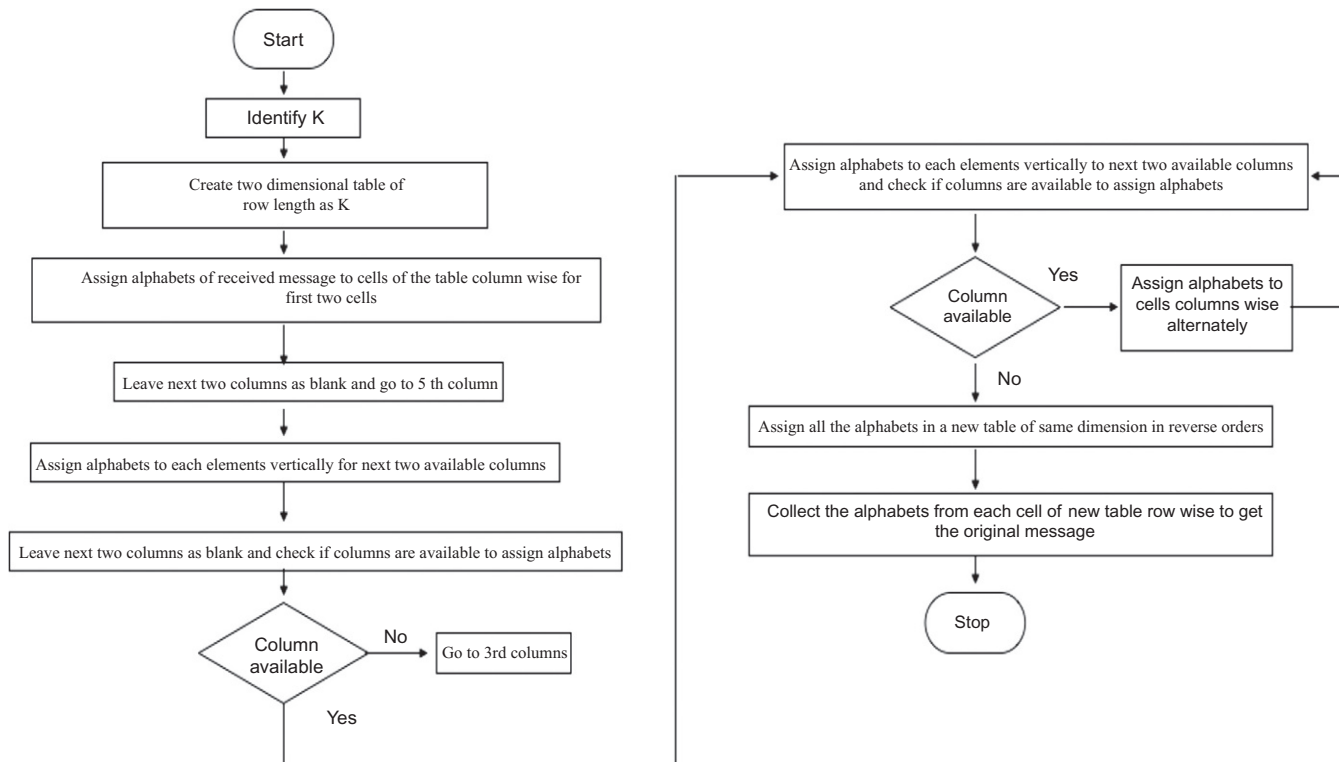 Start
Identify K
Create two dimensional table of
row length as K
Assign alphabets of received message to cells of the table column wise for
first two cells
Leave next two columns as blank and go to 5 th column
Assign alphabets to each elements vertically for next two available columns
Leave next two columns as blank and check if columns are available to assign alphabets
Column
available
No
Go to 3rd columns
Yes
Assign alphabets to each elements vertically to next two available columns
and check if columns are available to assign alphabets
Column
available
Yes
Assign alphabets to
cells columns wise
alternately
No
Assign all the alphabets in a new table of same dimension in reverse orders
Collect the alphabets from each cell of new table row wise to get
the original message
Stop